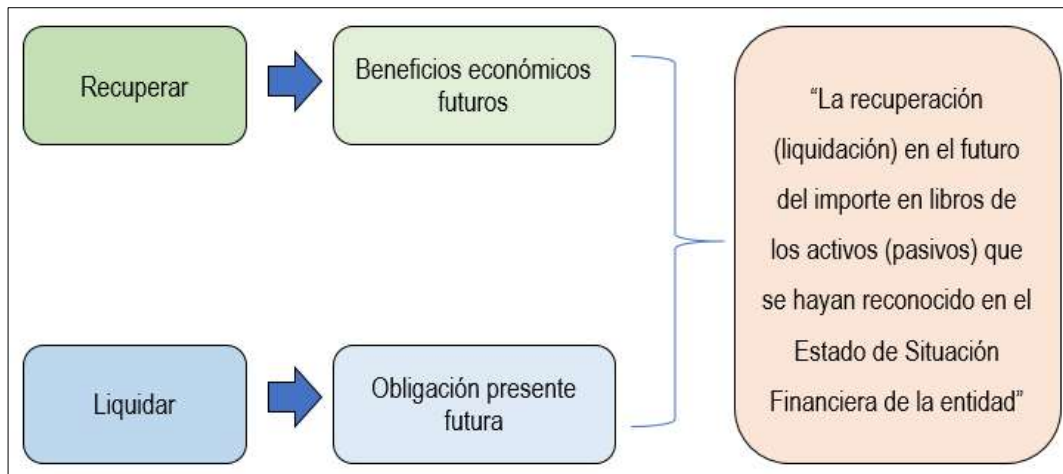 Recuperar
Beneficios económicos
futuros
Liquidar
Obligación presente
futura
“La recuperación
(liquidación) en el futuro
del importe en libros de
los activos (pasivos) que
se hayan reconocido en el
Estado de Situación
Financiera de la entidad”